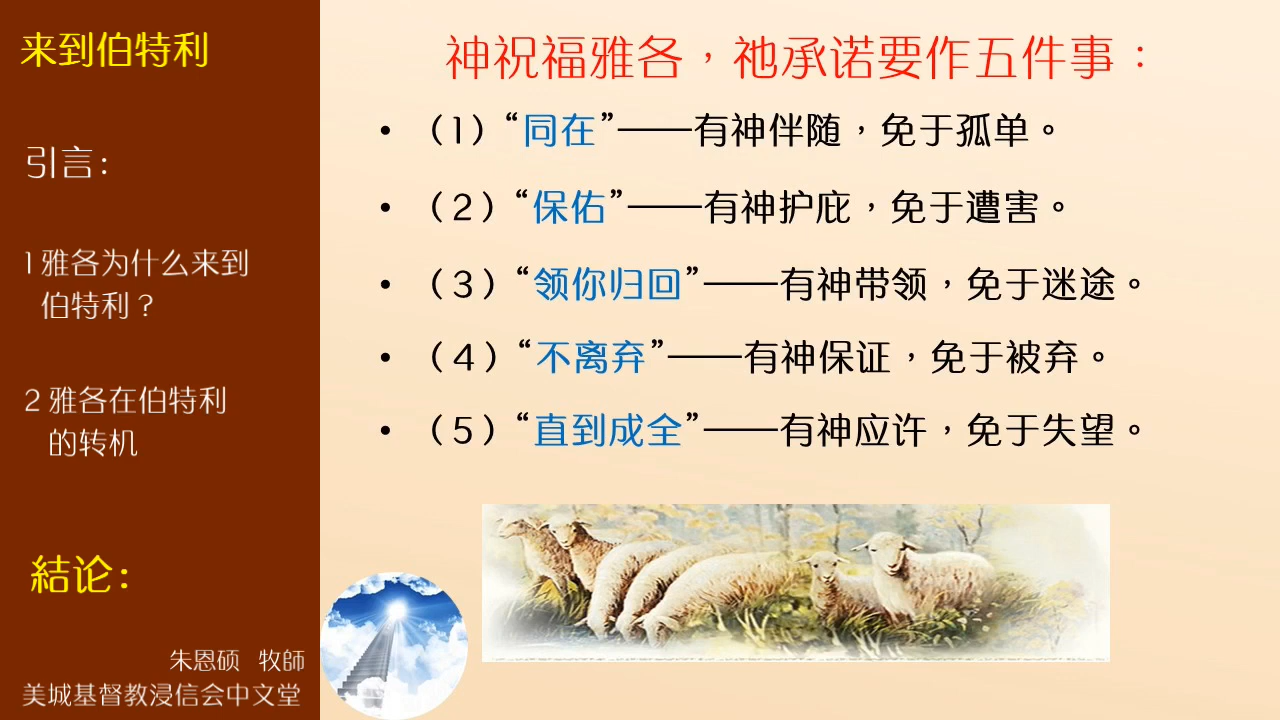 来到伯特利
引言：
1 雅各为什么来到
伯特利？
2 雅各在伯特利
的转机
結论：
朱恩硕 牧師
美城基督教浸信会中文堂
神祝福雅各，祂承诺要作五件事：
• （1）“同在”——有神伴随，免于孤单。
• （2）“保佑”——有神护庇，免于遭害。
• （3）“领你归回”——有神带领，免于迷途。
• （4）“不离弃”——有神保证，免于被弃。
• （5）“直到成全”——有神应许，免于失望。